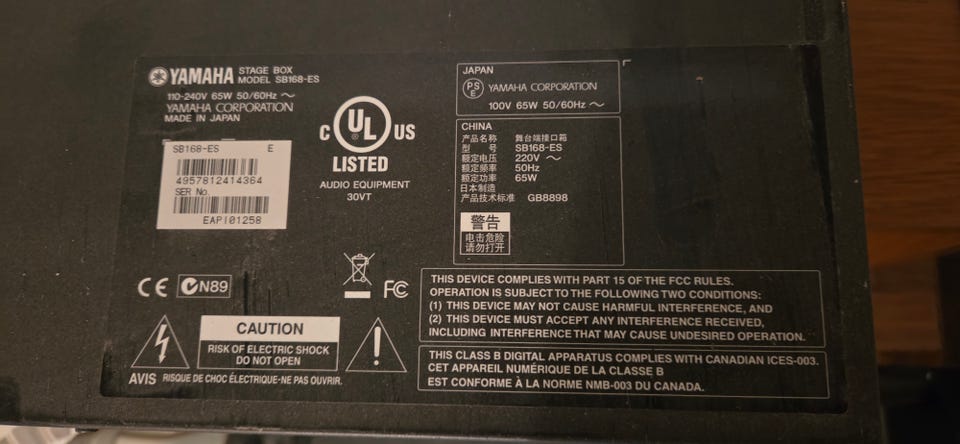 YAMAHA STAGE BOX
MODEL SB168-ES
110-240V 65W 50/60Hz ～
YAMAHA CORPORATION
MADE IN JAPAN
SB168-ES E
4957812414364
SER No.
EAPI01258
C UL US
®
LISTED
AUDIO EQUIPMENT
30VT
JAPAN
PSE YAMAHA CORPORATION
100V 65W 50/60Hz ～
CHINA
产品名称 舞台端接口箱
型 号 SB168-ES
额定电压 220V ～
额定频率 50Hz
额定功率 65W
日本制造
产品技术标准 GB8898
警告
电击危险
请勿打开
CE N89
FC
CAUTION
RISK OF ELECTRIC SHOCK
DO NOT OPEN
AVIS RISQUE DE CHOC ÉLECTRIQUE-NE PAS OUVRIR.
THIS DEVICE COMPLIES WITH PART 15 OF THE FCC RULES.
OPERATION IS SUBJECT TO THE FOLLOWING TWO CONDITIONS:
(1) THIS DEVICE MAY NOT CAUSE HARMFUL INTERFERENCE, AND
(2) THIS DEVICE MUST ACCEPT ANY INTERFERENCE RECEIVED,
INCLUDING INTERFERENCE THAT MAY CAUSE UNDESIRED OPERATION.
THIS CLASS B DIGITAL APPARATUS COMPLIES WITH CANADIAN ICES-003.
CET APPAREIL NUMÉRIQUE DE LA CLASSE B
EST CONFORME À LA NORME NMB-003 DU CANADA.